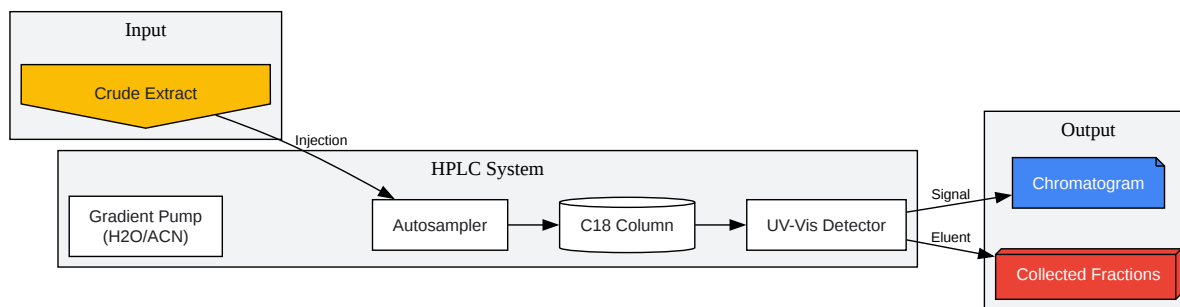 Input
Crude Extract
Injection
HPLC System
Gradient Pump
(H2O/ACN)
Autosampler
C18 Column
UV-Vis Detector
Signal
Eluent
Output
Chromatogram
Collected Fractions